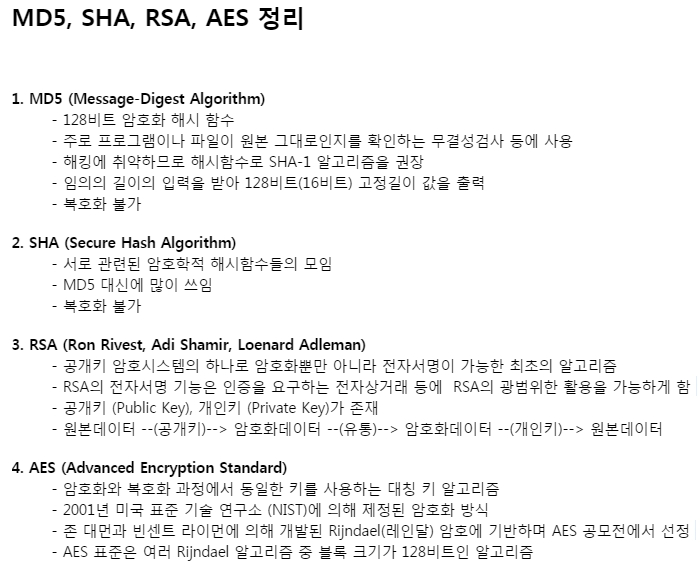 MD5, SHA, RSA, AES 정리
1. MD5 (Message-Digest Algorithm)
- 128비트 암호화 해시 함수
- 주로 프로그램이나 파일이 원본 그대로인지를 확인하는 무결성검사 등에 사용
- 해킹에 취약하므로 해시함수로 SHA-1 알고리즘을 권장
- 임의의 길이의 입력을 받아 128비트(16비트) 고정길이 값을 출력
- 복호화 불가
2. SHA (Secure Hash Algorithm)
- 서로 관련된 암호학적 해시함수들의 모임
- MD5 대신에 많이 쓰임
- 복호화 불가
3. RSA (Ron Rivest, Adi Shamir, Loenard Adleman)
- 공개키 암호시스템의 하나로 암호화뿐만 아니라 전자서명이 가능한 최초의 알고리즘
- RSA의 전자서명 기능은 인증을 요구하는 전자상거래 등에  RSA의 광범위한 활용을 가능하게 함
- 공개키 (Public Key), 개인키 (Private Key)가 존재
- 원본데이터 --(공개키)--> 암호화데이터 --(유통)--> 암호화데이터 --(개인키)--> 원본데이터
4. AES (Advanced Encryption Standard)
- 암호화와 복호화 과정에서 동일한 키를 사용하는 대칭 키 알고리즘
- 2001년 미국 표준 기술 연구소 (NIST)에 의해 제정된 암호화 방식
- 존 대먼과 빈센트 라이먼에 의해 개발된 Rijndael(레인달) 암호에 기반하며 AES 공모전에서 선정
- AES 표준은 여러 Rijndael 알고리즘 중 블록 크기가 128비트인 알고리즘